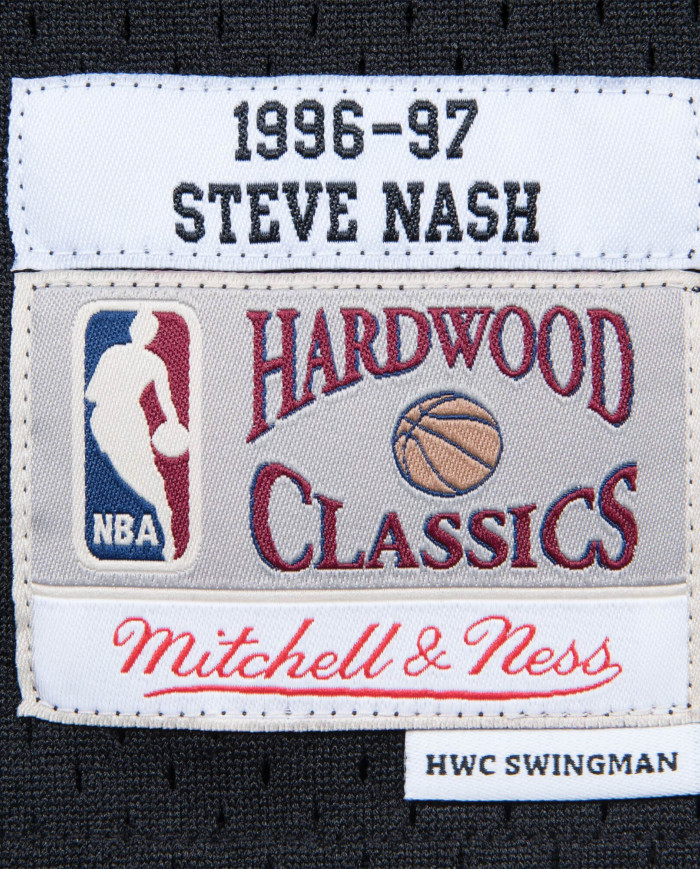 1996-97
STEVE NASH
HARDWOOD
CLASSICS
NBA
Mitchell & Ness
HWC SWINGMAN